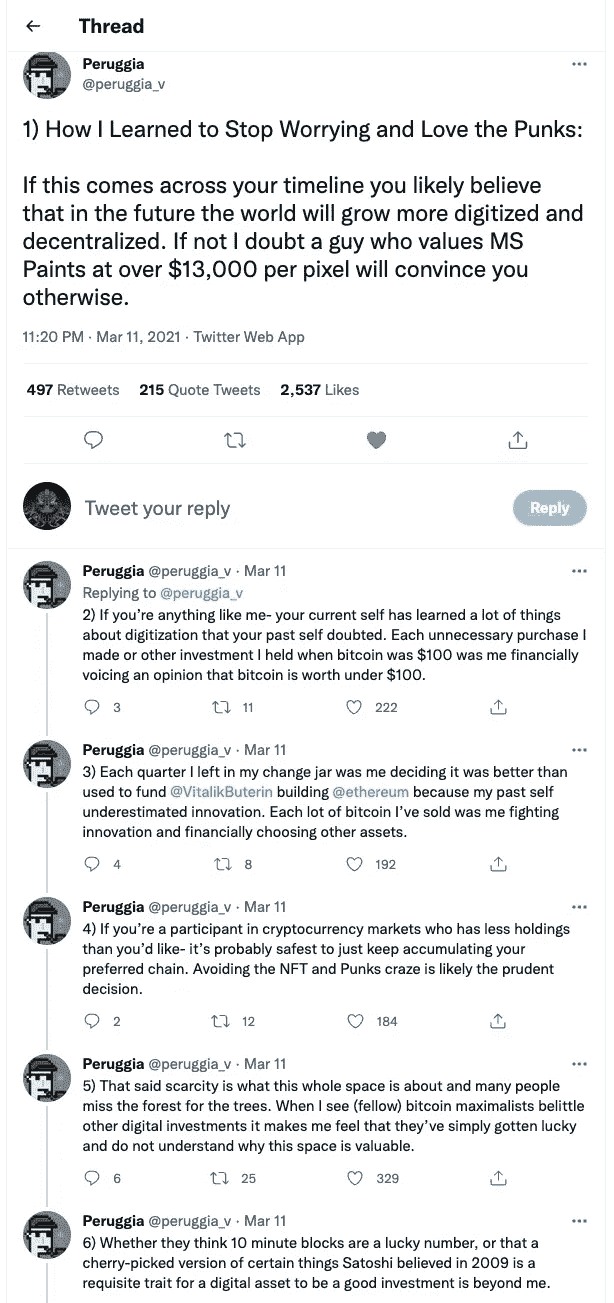 Thread
Peruggia
@peruggia_v
1) How I Learned to Stop Worrying and Love the Punks:
If this comes across your timeline you likely believe
that in the future the world will grow more digitized and
decentralized. If not I doubt a guy who values MS
Paints at over $13,000 per pixel will convince you
otherwise.
11:20 PM · Mar 11, 2021 · Twitter Web App
497 Retweets 215 Quote Tweets 2,537 Likes
Tweet your reply
Reply
Peruggia @peruggia_v · Mar 11
Replying to @peruggia_v
2) If you're anything like me- your current self has learned a lot of things
about digitization that your past self doubted. Each unnecessary purchase I
made or other investment I held when bitcoin was $100 was me financially
voicing an opinion that bitcoin is worth under $100.
3 11 222
Peruggia @peruggia_v · Mar 11
3) Each quarter I left in my change jar was me deciding it was better than
used to fund @VitalikButerin building @ethereum because my past self
underestimated innovation. Each lot of bitcoin I've sold was me fighting
innovation and financially choosing other assets.
4 8 192
Peruggia @peruggia_v · Mar 11
4) If you're a participant in cryptocurrency markets who has less holdings
than you'd like- it's probably safest to just keep accumulating your
preferred chain. Avoiding the NFT and Punks craze is likely the prudent
decision.
2 12 184
Peruggia @peruggia_v · Mar 11
5) That said scarcity is what this whole space is about and many people
miss the forest for the trees. When I see (fellow) bitcoin maximalists belittle
other digital investments it makes me feel that they've simply gotten lucky
and do not understand why this space is valuable.
6 25 329
Peruggia @peruggia_v · Mar 11
6) Whether they think 10 minute blocks are a lucky number, or that a
cherry-picked version of certain things Satoshi believed in 2009 is a
requisite trait for a digital asset to be a good investment is beyond me.